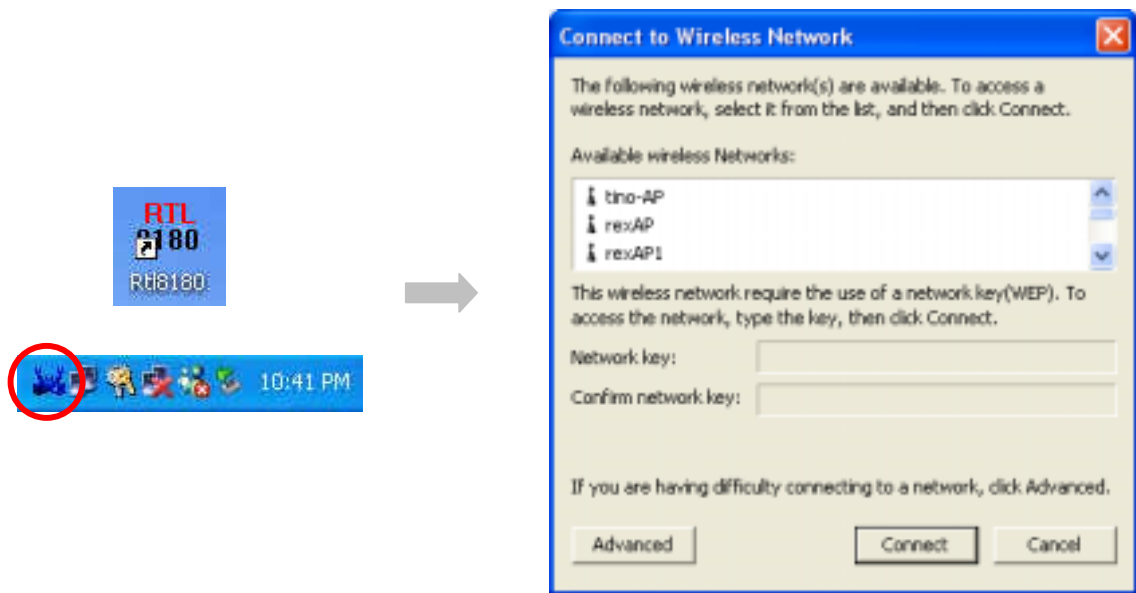 RTL
8180
Rtl8180
10:41 PM
Connect to Wireless Network
The following wireless network(s) are available. To access a
wireless network, select it from the list, and then click Connect.
Available wireless Networks:
tino-AP
rexAP
rexAP1
This wireless network require the use of a network key(WEP). To
access the network, type the key, then click Connect.
Network key:
Confirm network key:
If you are having difficulty connecting to a network, click Advanced.
Advanced
Connect
Cancel